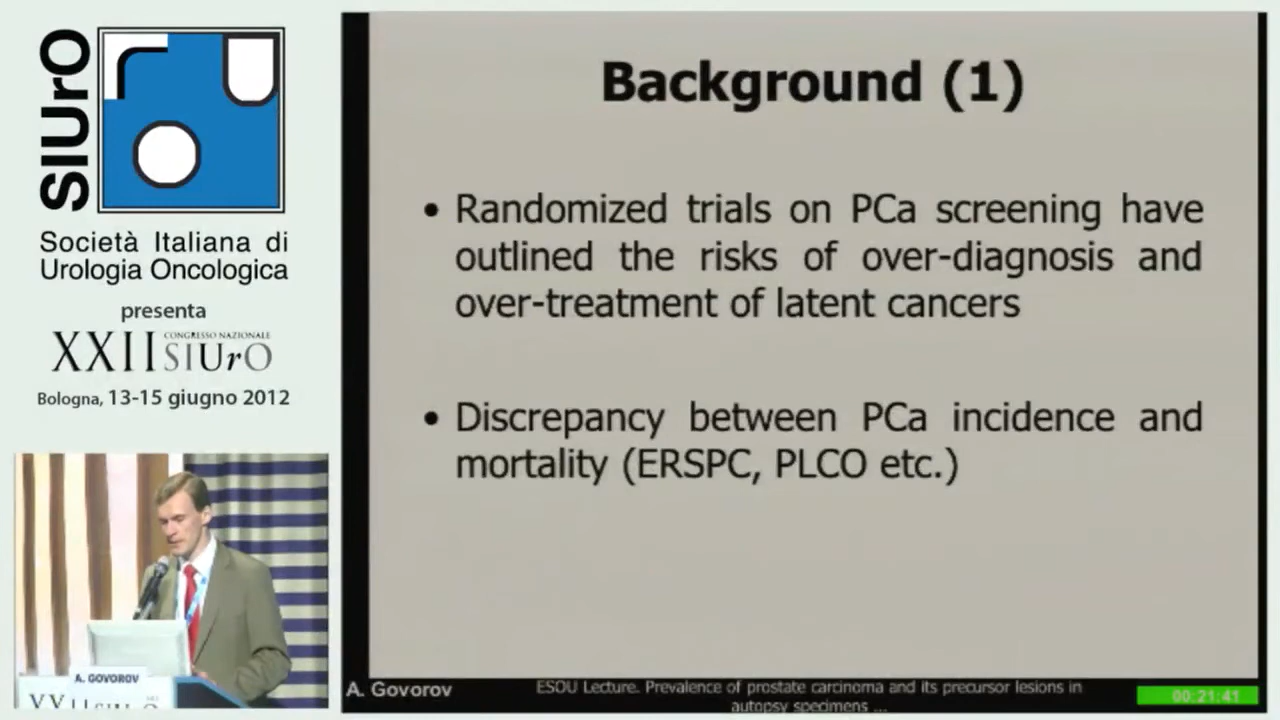 SIUrO
Società Italiana di
Urologia Oncologica
presenta
XXII CONGRESSO NAZIONALE
SIUrO
Bologna, 13-15 giugno 2012
Background (1)
• Randomized trials on PCa screening have
outlined the risks of over-diagnosis and
over-treatment of latent cancers
• Discrepancy between PCa incidence and
mortality (ERSPC, PLCO etc.)
A. GOVOROV
A. Govorov
ESOU Lecture. Prevalence of prostate carcinoma and its precursor lesions in
autopsy specimens ...
00:21:41